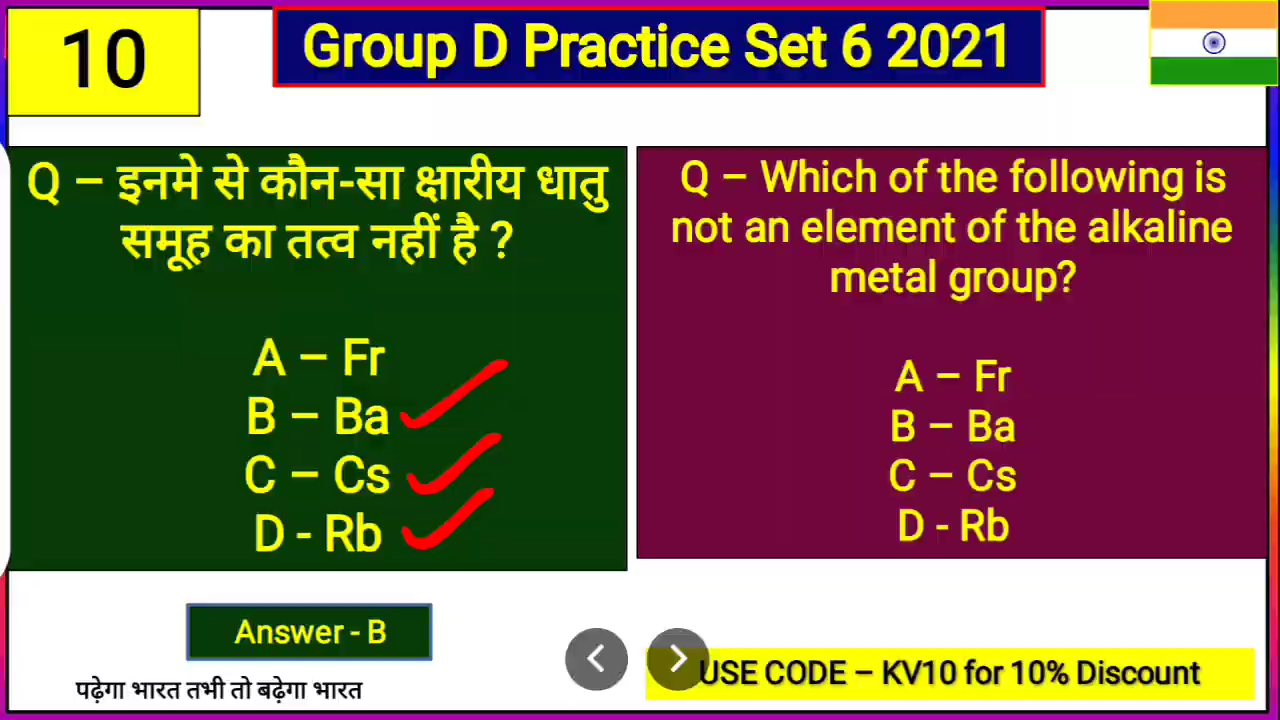 10
Group D Practice Set 6 2021
Q – इनमे से कौन-सा क्षारीय धातु
समूह का तत्व नहीं है ?
A – Fr
B – Ba
C – Cs
D - Rb
Q – Which of the following is
not an element of the alkaline
metal group?
A – Fr
B – Ba
C – Cs
D - Rb
Answer - B
पढ़ेगा भारत तभी तो बढ़ेगा भारत
USE CODE – KV10 for 10% Discount